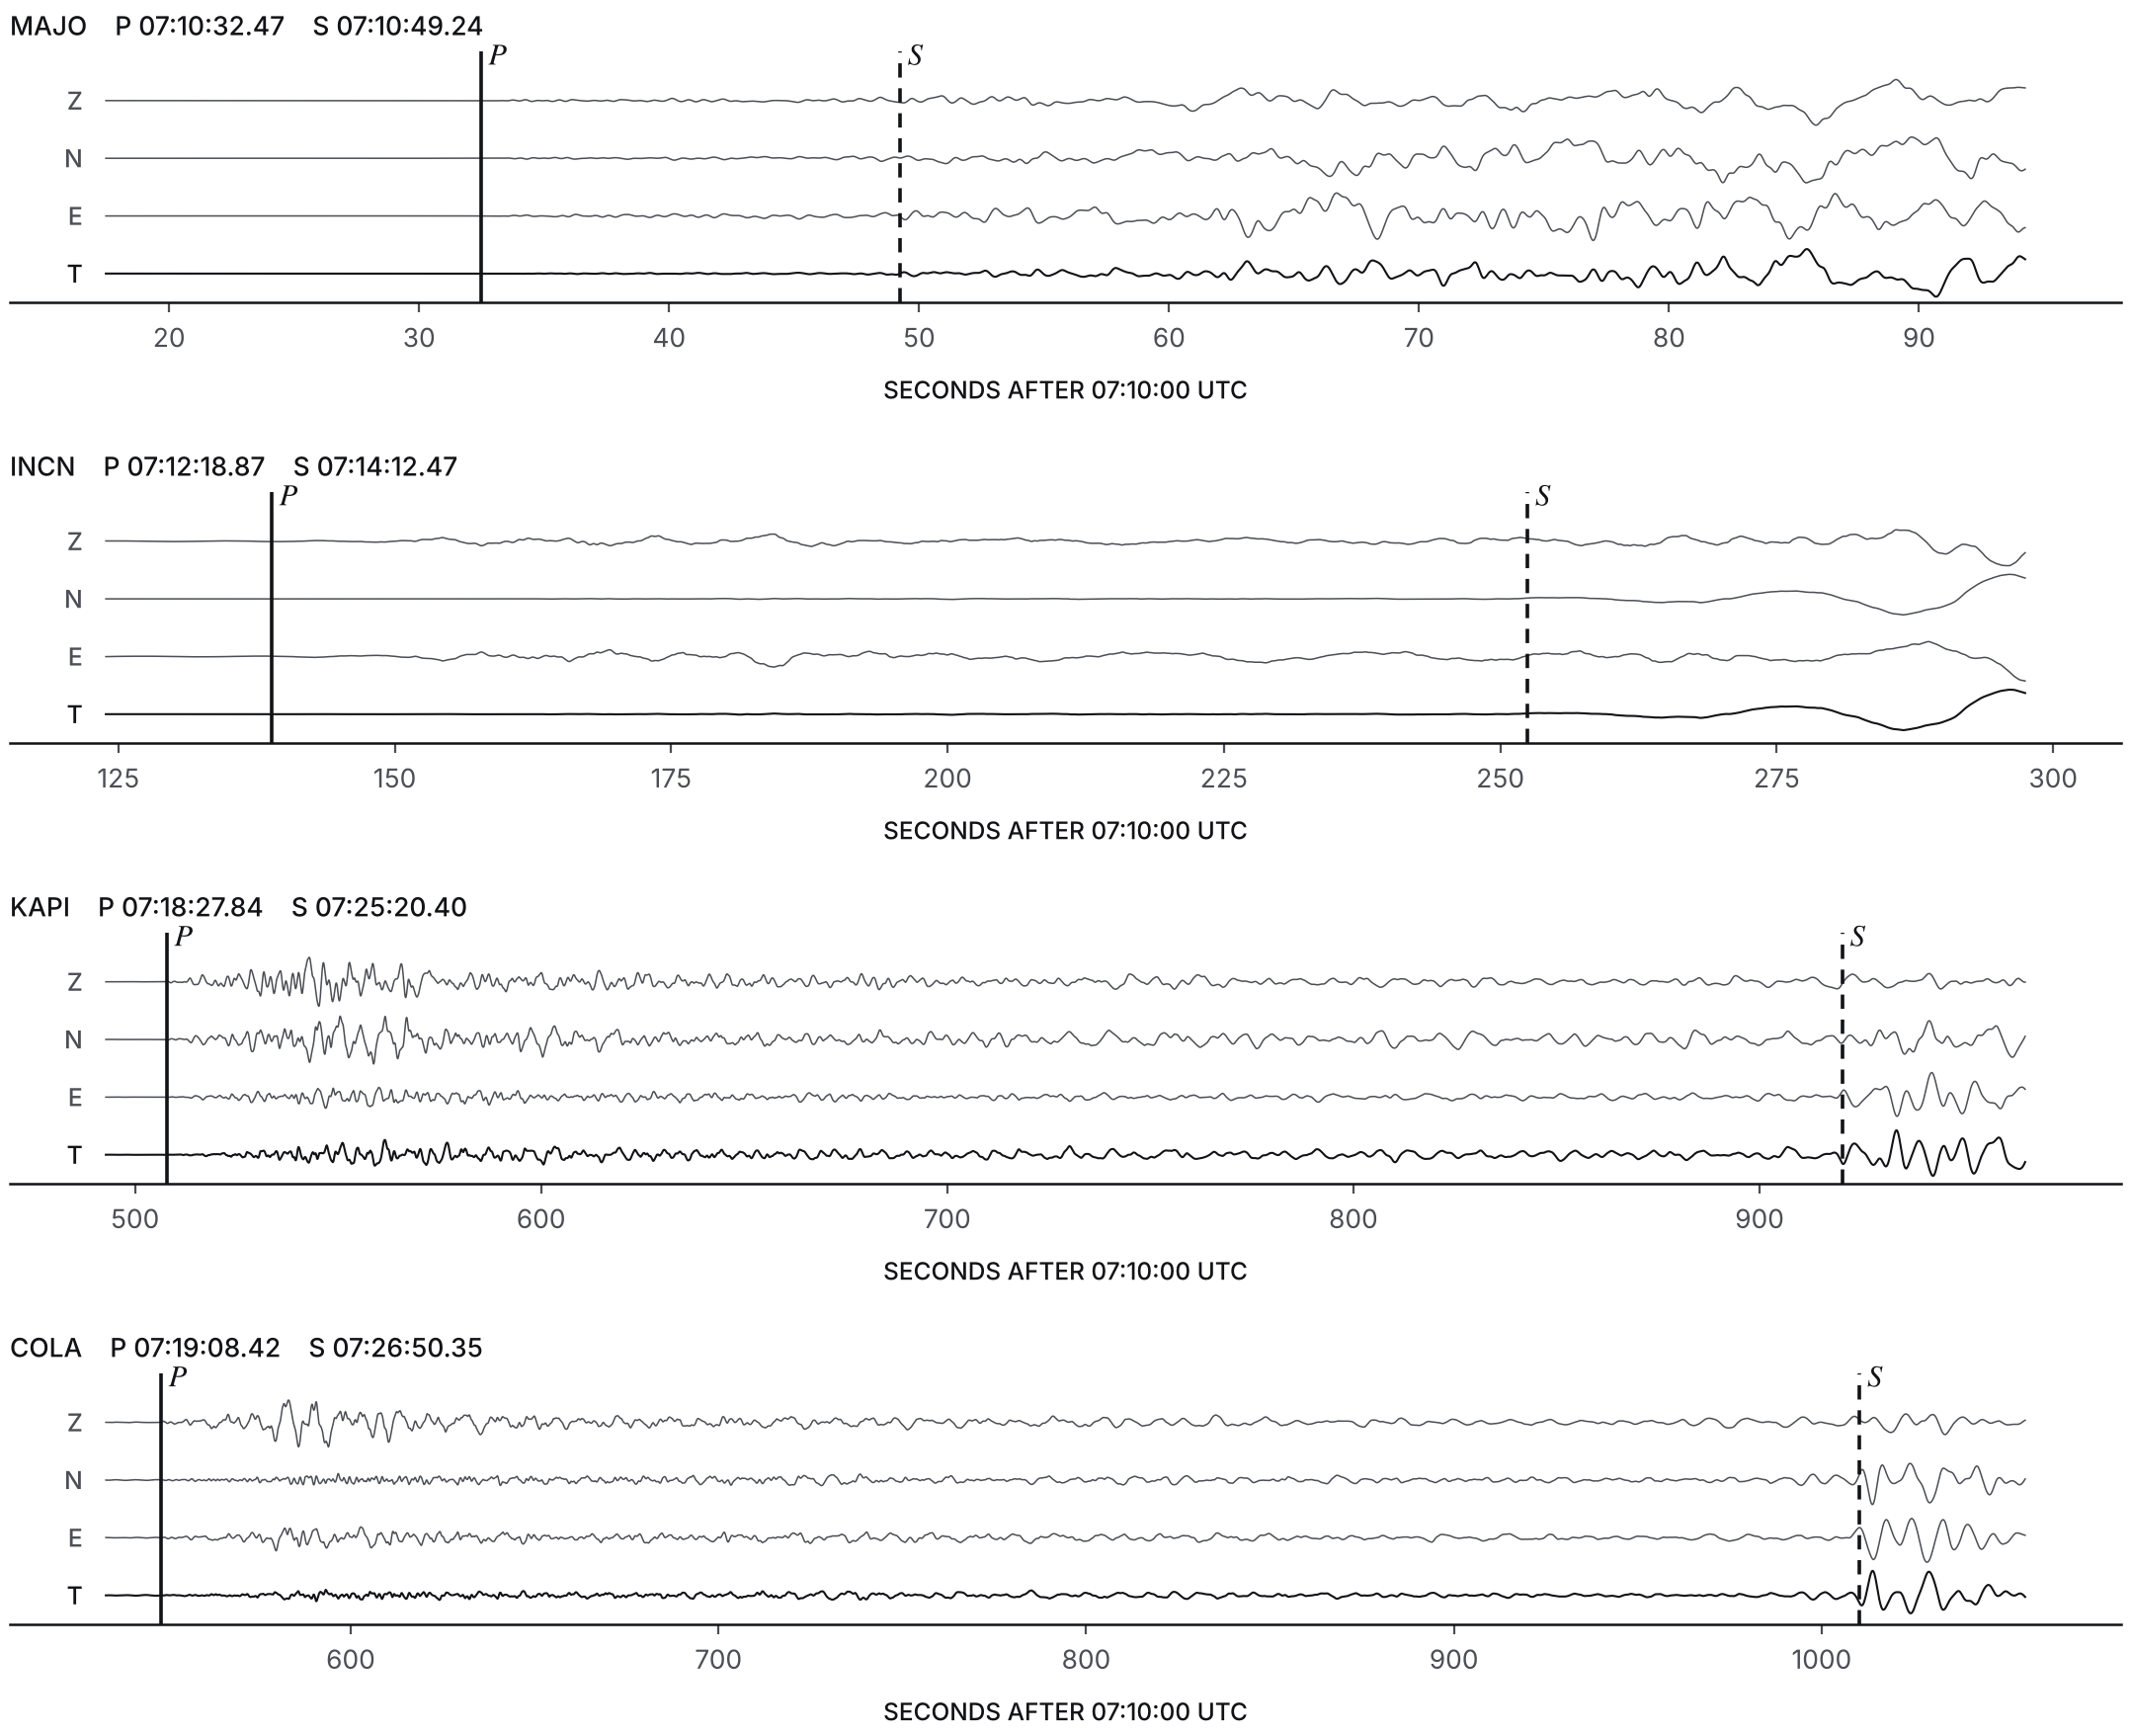 MAJO P 07:10:32.47 S 07:10:49.24
P S
Z
N
E
T
20 30 40 50 60 70 80 90
SECONDS AFTER 07:10:00 UTC
INCN P 07:12:18.87 S 07:14:12.47
P S
Z
N
E
T
125 150 175 200 225 250 275 300
SECONDS AFTER 07:10:00 UTC
KAPI P 07:18:27.84 S 07:25:20.40
P S
Z
N
E
T
500 600 700 800 900
SECONDS AFTER 07:10:00 UTC
COLA P 07:19:08.42 S 07:26:50.35
P S
Z
N
E
T
600 700 800 900 1000
SECONDS AFTER 07:10:00 UTC